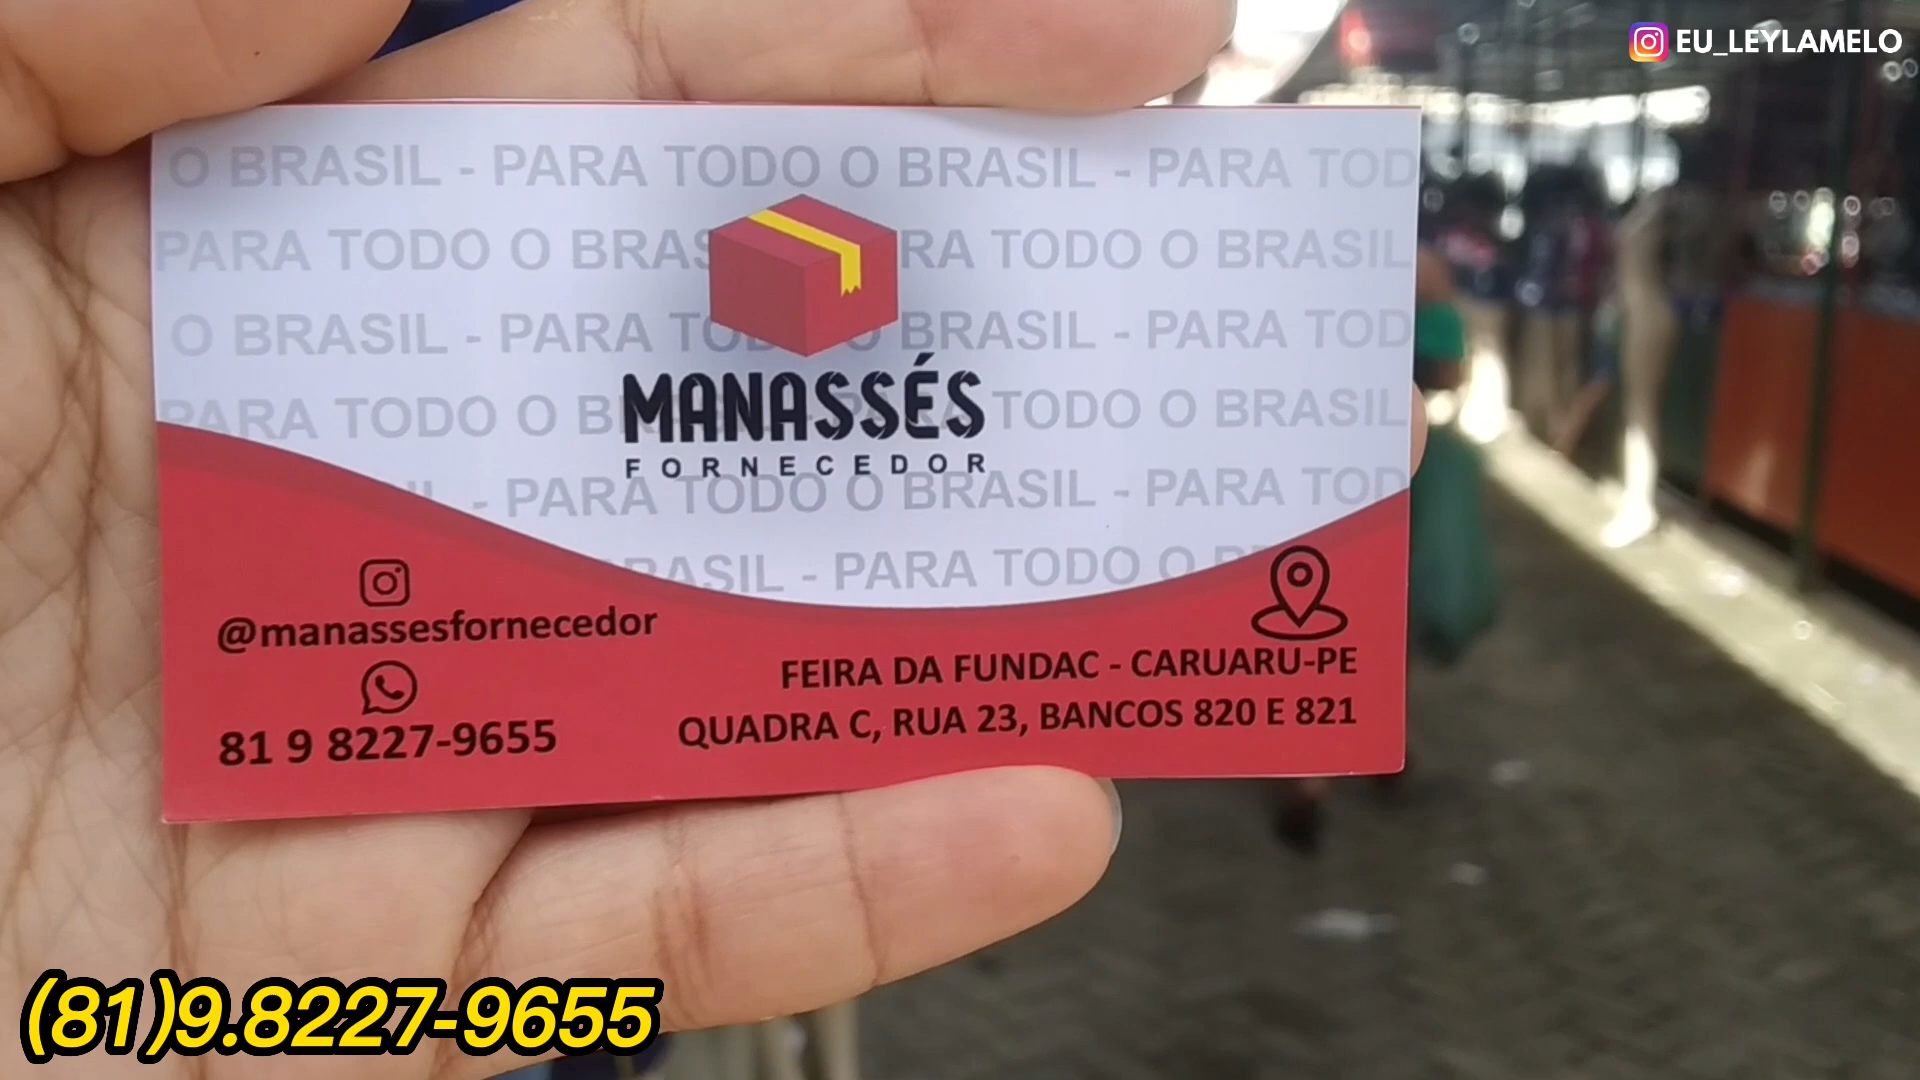 EU_LEYLAMELO
O BRASIL - PARA TODO O BRASIL - PARA TOD
PARA TODO O BRAS RA TODO O BRASIL
O BRASIL - PARA TODO O BRASIL - PARA TOD
PARA TODO O B TODO O BRASIL
MANASSÉS
FORNECEDOR
- PARA TODO O BRASIL - PARA TOD
RASIL - PARA TODO O
@manassesfornecedor
81 9 8227-9655
FEIRA DA FUNDAC - CARUARU-PE
QUADRA C, RUA 23, BANCOS 820 E 821
(81)9.8227-9655